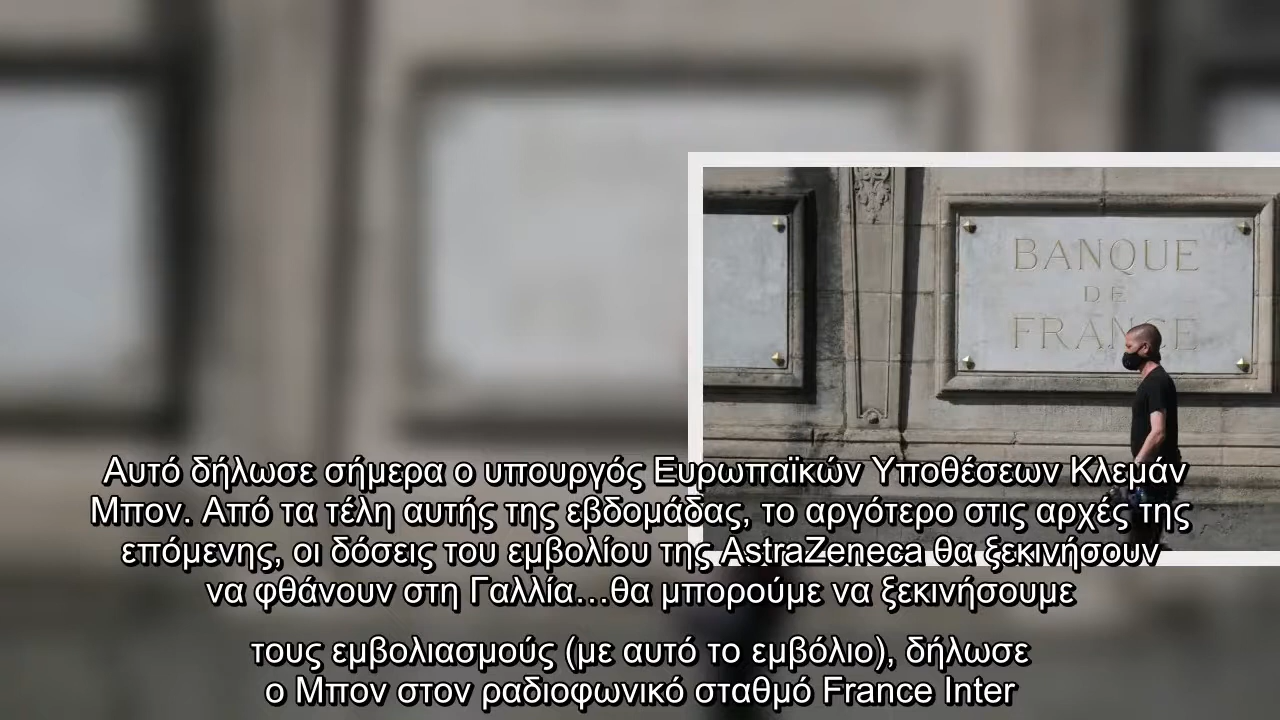 BANQUE
DE
FRANCE
Αυτό δήλωσε σήμερα ο υπουργός Ευρωπαϊκών Υποθέσεων Κλεμάν
Μπον. Από τα τέλη αυτής της εβδομάδας, το αργότερο στις αρχές της
επόμενης, οι δόσεις του εμβολίου της AstraZeneca θα ξεκινήσουν
να φθάνουν στη Γαλλία…θα μπορούμε να ξεκινήσουμε
τους εμβολιασμούς (με αυτό το εμβόλιο), δήλωσε
ο Μπον στον ραδιοφωνικό σταθμό France Inter